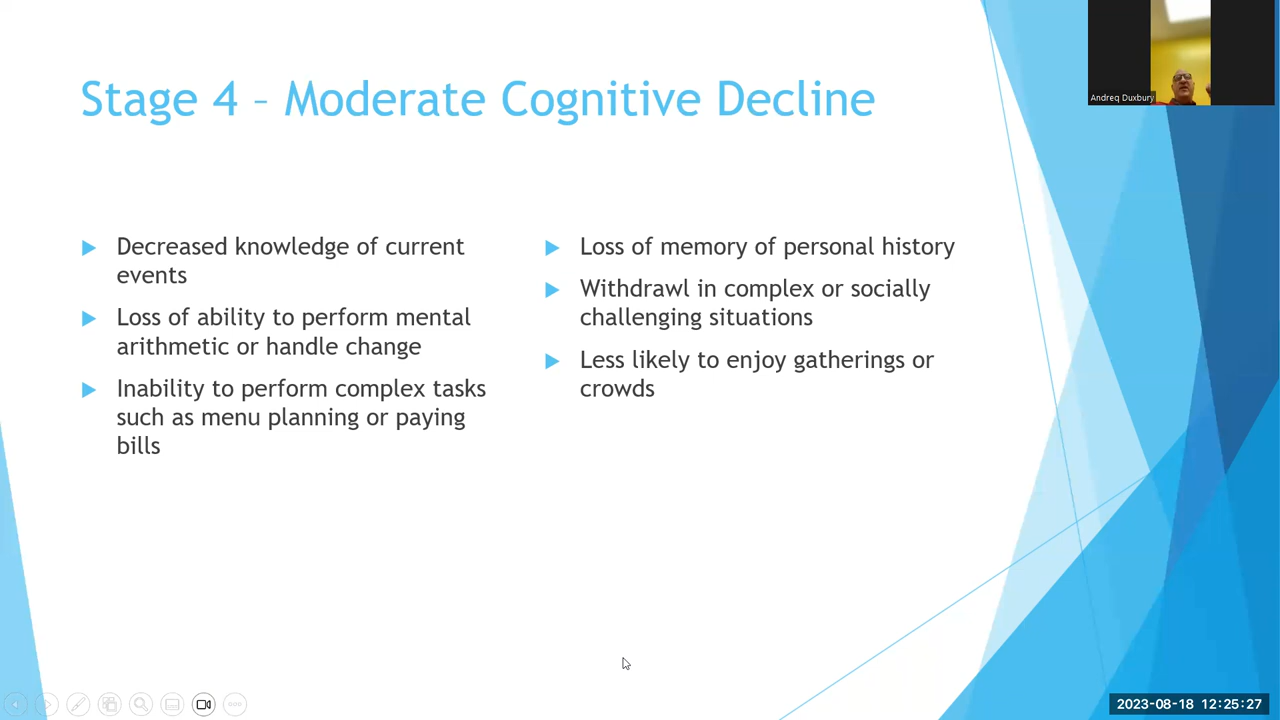 Stage 4 – Moderate Cognitive Decline
Andreq Duxbury
Decreased knowledge of current
events
Loss of ability to perform mental
arithmetic or handle change
Inability to perform complex tasks
such as menu planning or paying
bills
Loss of memory of personal history
Withdrawl in complex or socially
challenging situations
Less likely to enjoy gatherings or
crowds
2023-08-18 12:25:27